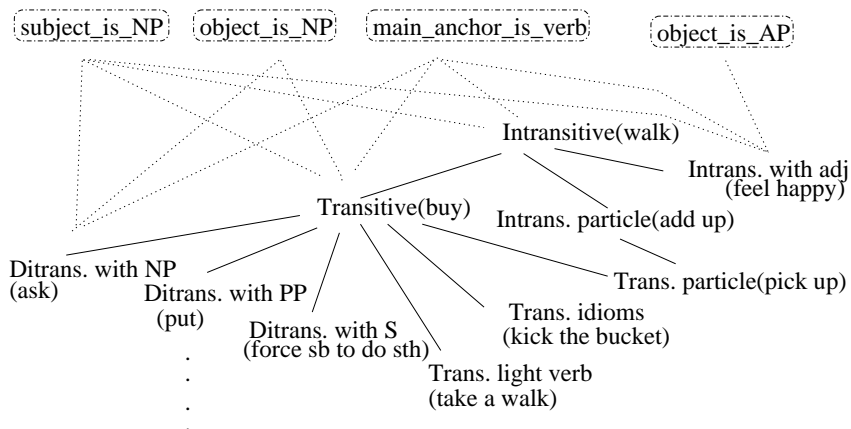 subject_is_NP object_is_NP main_anchor_is_verb object_is_AP
Intransitive(walk)
Intrans. with adj
(feel happy)
Transitive(buy)
Intrans. particle(add up)
Ditrans. with NP
(ask)
Ditrans. with PP
(put)
Trans. particle(pick up)
Ditrans. with S
(force sb to do sth)
Trans. idioms
(kick the bucket)
Trans. light verb
(take a walk)
.
.
.
.